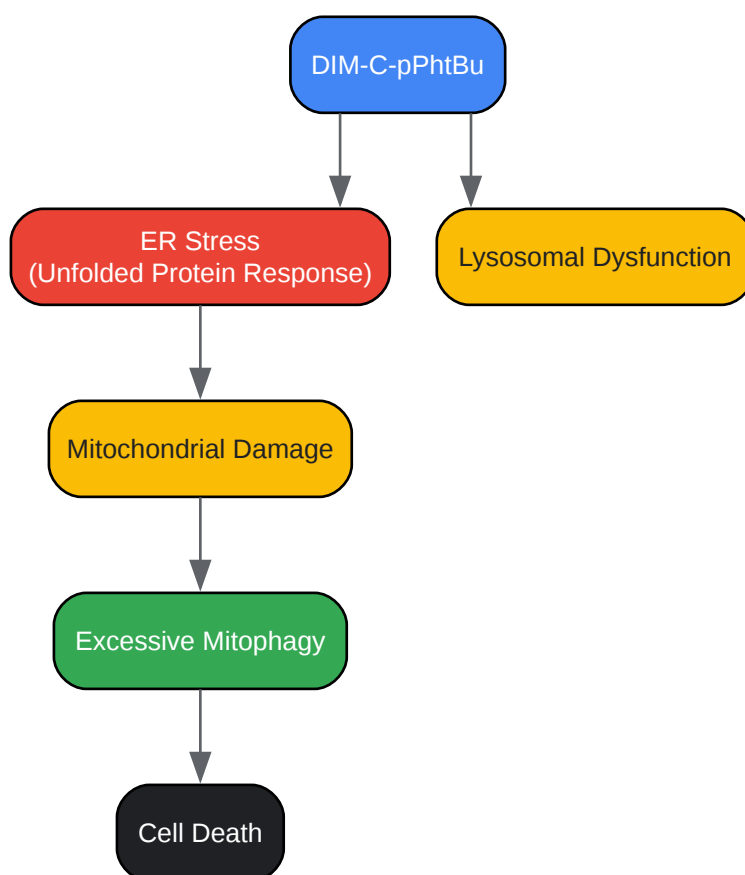 DIM-C-pPhtBu
ER Stress
(Unfolded Protein Response)
Lysosomal Dysfunction
Mitochondrial Damage
Excessive Mitophagy
Cell Death